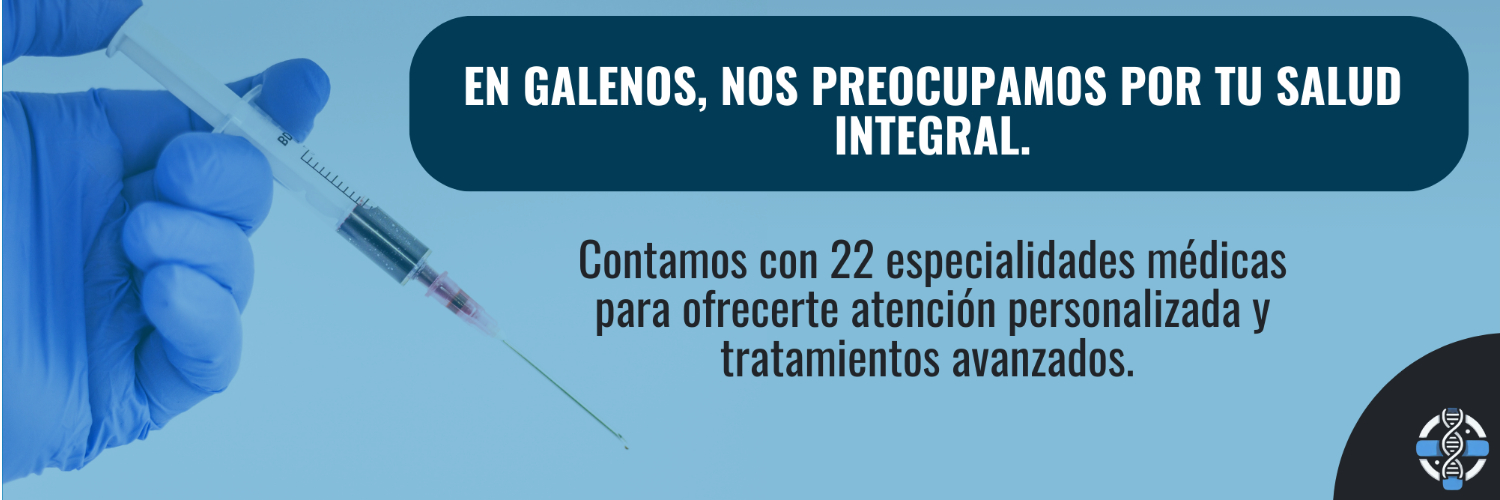 EN GALENOS, NOS PREOCUPAMOS POR TU SALUD
INTEGRAL.
BD
Contamos con 22 especialidades médicas
para ofrecerte atención personalizada y
tratamientos avanzados.